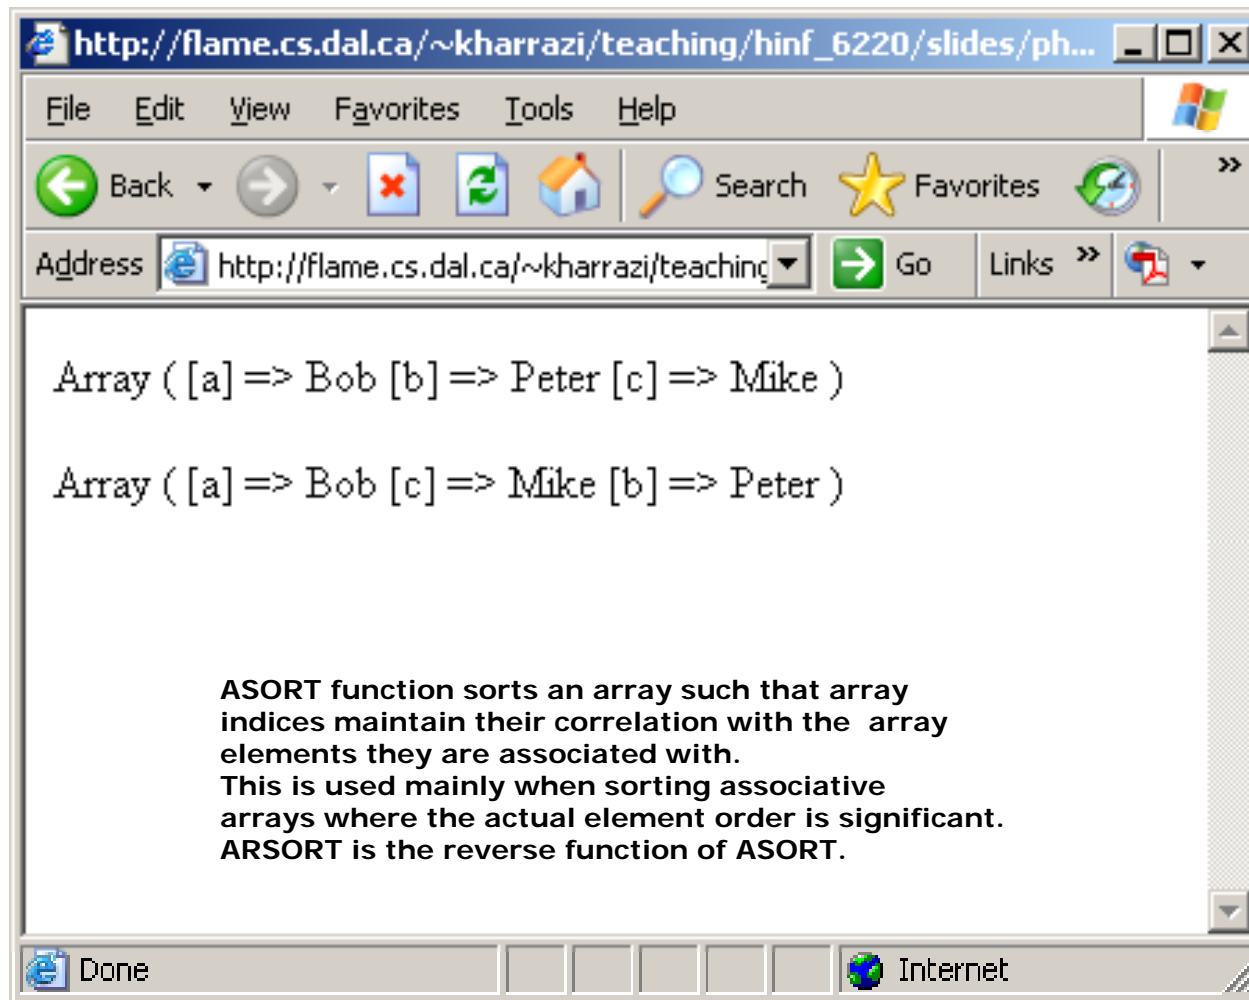 http://flame.cs.dal.ca/~kharrazi/teaching/hinf_6220/slides/ph...
File Edit View Favorites Tools Help
Back Search Favorites »
Address http://flame.cs.dal.ca/~kharrazi/teaching Go Links »
Array ( [a] => Bob [b] => Peter [c] => Mike )
Array ( [a] => Bob [c] => Mike [b] => Peter )
ASORT function sorts an array such that array
indices maintain their correlation with the array
elements they are associated with.
This is used mainly when sorting associative
arrays where the actual element order is significant.
ARSORT is the reverse function of ASORT.
Done Internet